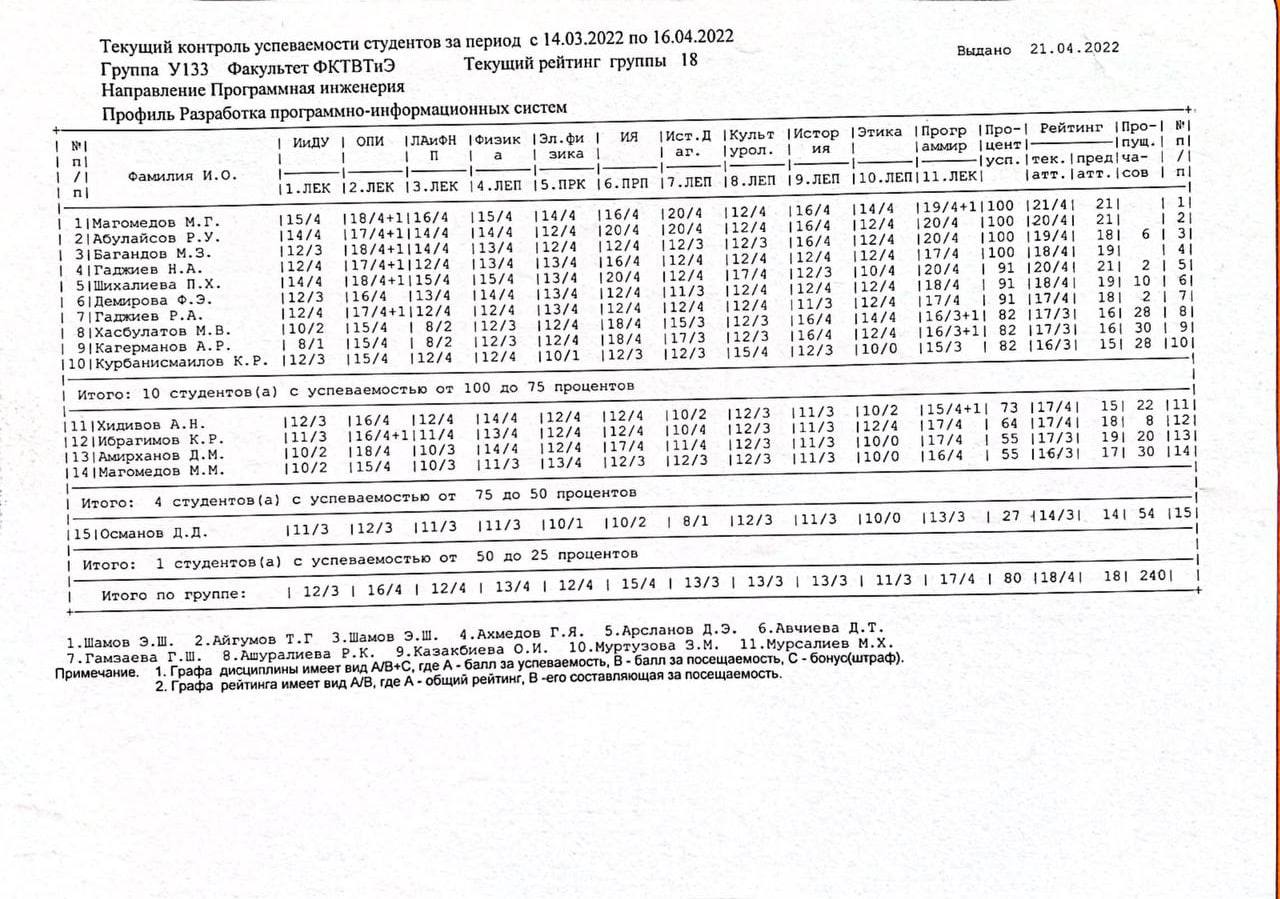 Текущий контроль успеваемости студентов за период с 14.03.2022 по 16.04.2022
Выдано 21.04.2022
Группа У133 Факультет ФКТВТиЭ Текущий рейтинг группы 18
Направление Программная инженерия
Профиль Разработка программно-информационных систем
| №| | ИиДУ | ОПИ |ЛАиФН |Физик |Эл.фи | ИЯ |Ист.Д |Культ |Истор |Этика |Прогр |Про-| Рейтинг |Про-| №|
| п| | | | П | а | зика | | аг. |урол. | ия | |аммир |цент| |пущ.| п|
| /| Фамилия И.О. |усп.|тек. |пред|ча- | /|
| п| |1.ЛЕК |2.ЛЕК |3.ЛЕК |4.ЛЕП |5.ПРК |6.ПРП |7.ЛЕП |8.ЛЕП |9.ЛЕП |10.ЛЕП|11.ЛЕК| |атт. |атт.|сов | п|
| 1|Магомедов М.Г. |15/4 |18/4+1|16/4 |15/4 |14/4 |16/4 |20/4 |12/4 |16/4 |14/4 |19/4+1|100 |21/4| 21| | 1|
| 2|Абулайсов Р.У. |14/4 |17/4+1|14/4 |14/4 |12/4 |20/4 |20/4 |12/4 |16/4 |12/4 |20/4 |100 |20/4| 21| | 2|
| 3|Багандов М.З. |12/3 |18/4+1|14/4 |13/4 |12/4 |12/4 |12/3 |12/3 |16/4 |12/4 |20/4 |100 |19/4| 18| 6 | 3|
| 4|Гаджиев Н.А. |12/4 |17/4+1|12/4 |13/4 |13/4 |16/4 |12/4 |12/4 |12/4 |12/4 |17/4 |100 |18/4| 19| | 4|
| 5|Шихалиева П.Х. |14/4 |18/4+1|15/4 |15/4 |13/4 |20/4 |12/4 |17/4 |12/3 |10/4 |20/4 | 91 |20/4| 21| 2 | 5|
| 6|Демирова Ф.Э. |12/3 |16/4 |13/4 |14/4 |13/4 |12/4 |11/3 |12/4 |12/4 |12/4 |18/4 | 91 |18/4| 19| 10 | 6|
| 7|Гаджиев Р.А. |12/4 |17/4+1|12/4 |12/4 |13/4 |12/4 |12/4 |12/4 |11/3 |12/4 |17/4 | 91 |17/4| 18| 2 | 7|
| 8|Хасбулатов М.В. |10/2 |15/4 | 8/2 |12/3 |12/4 |18/4 |15/3 |12/3 |16/4 |14/4 |16/3+1| 82 |17/3| 16| 28 | 8|
| 9|Кагерманов А.Р. | 8/1 |15/4 | 8/2 |12/3 |12/4 |18/4 |17/3 |12/3 |16/4 |12/4 |16/3+1| 82 |17/3| 16| 30 | 9|
|10|Курбанисмаилов К.Р. |12/3 |15/4 |12/4 |12/4 |10/1 |12/3 |12/3 |15/4 |12/3 |10/0 |15/3 | 82 |16/3| 15| 28 |10|
| Итого: 10 студентов(а) с успеваемостью от 100 до 75 процентов
|11|Хидивов А.Н. |12/3 |16/4 |12/4 |14/4 |12/4 |12/4 |10/2 |12/3 |11/3 |10/2 |15/4+1| 73 |17/4| 15| 22 |11|
|12|Ибрагимов К.Р. |11/3 |16/4+1|11/4 |13/4 |12/4 |12/4 |10/4 |12/3 |11/3 |12/4 |17/4 | 64 |17/4| 18| 8 |12|
|13|Амирханов Д.М. |10/2 |18/4 |10/3 |14/4 |12/4 |17/4 |11/4 |12/3 |11/3 |10/0 |17/4 | 55 |17/3| 19| 20 |13|
|14|Магомедов М.М. |10/2 |15/4 |10/3 |11/3 |13/4 |12/3 |12/3 |12/3 |11/3 |10/0 |16/4 | 55 |16/3| 17| 30 |14|
| Итого: 4 студентов(а) с успеваемостью от 75 до 50 процентов
|15|Османов Д.Д. |11/3 |12/3 |11/3 |11/3 |10/1 |10/2 | 8/1 |12/3 |11/3 |10/0 |13/3 | 27 |14/3| 14| 54 |15|
| Итого: 1 студентов(а) с успеваемостью от 50 до 25 процентов
| Итого по группе: | 12/3 | 16/4 | 12/4 | 13/4 | 12/4 | 15/4 | 13/3 | 13/3 | 13/3 | 11/3 | 17/4 | 80 |18/4| 18| 240| |
1.Шамов Э.Ш. 2.Айгумов Т.Г 3.Шамов Э.Ш. 4.Ахмедов Г.Я. 5.Арсланов Д.Э. 6.Авчиева Д.Т.
7.Гамзаева Г.Ш. 8.Ашуралиева Р.К. 9.Казакбиева О.И. 10.Муртузова З.М. 11.Мурсалиев М.Х.
Примечание. 1. Графа дисциплины имеет вид А/В+С, где А - балл за успеваемость, В - балл за посещаемость, С - бонус(штраф).
2. Графа рейтинга имеет вид А/В, где А - общий рейтинг, В -его составляющая за посещаемость.